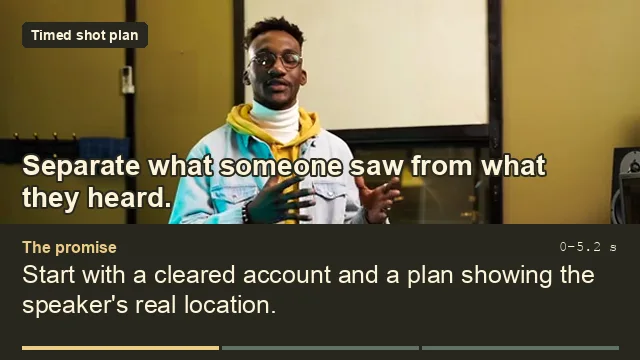 Timed shot plan
Separate what someone saw from what
they heard.
The promise
0–5.2 s
Start with a cleared account and a plan showing the
speaker's real location.